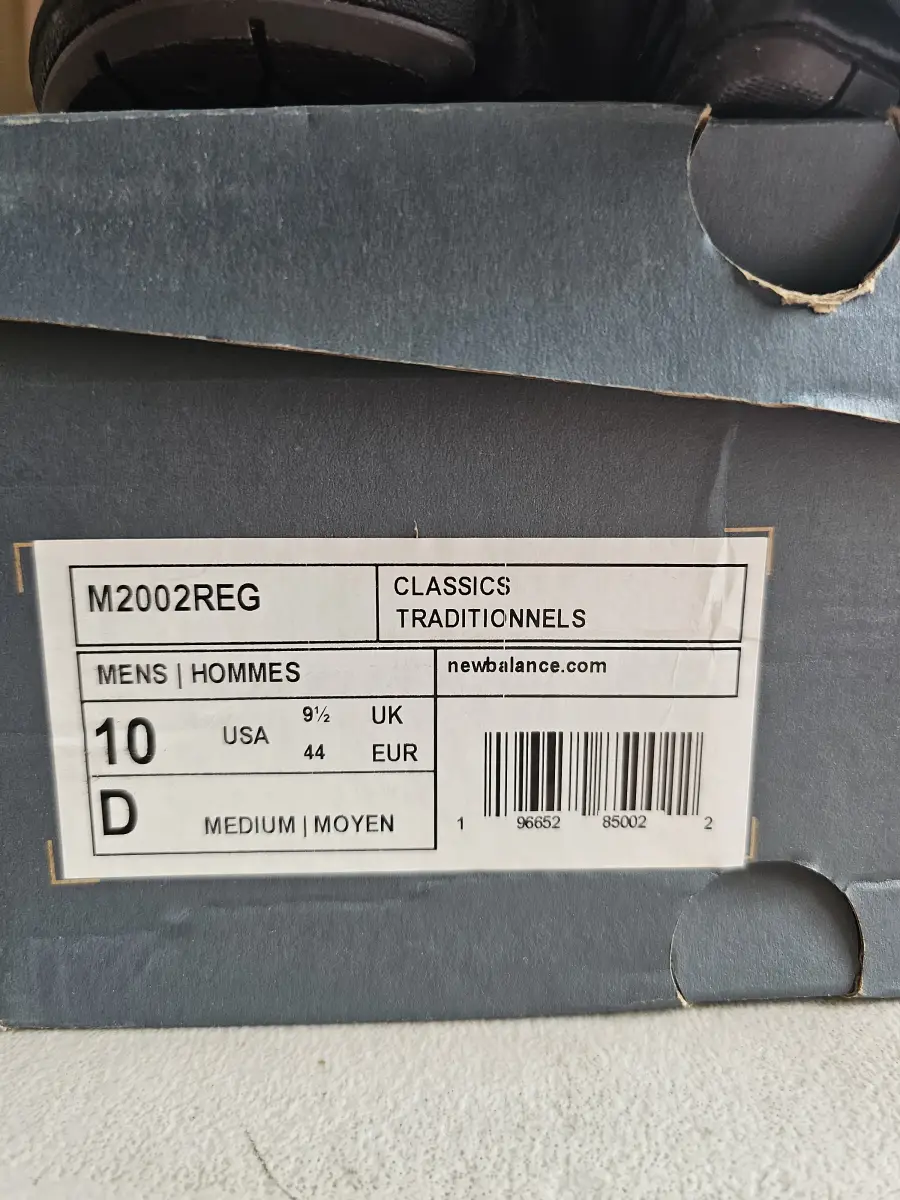 M2002REG
CLASSICS
TRADITIONNELS
MENS | HOMMES
newbalance.com
10 USA 9½ UK
44 EUR
D MEDIUM | MOYEN
1 96652 85002 2